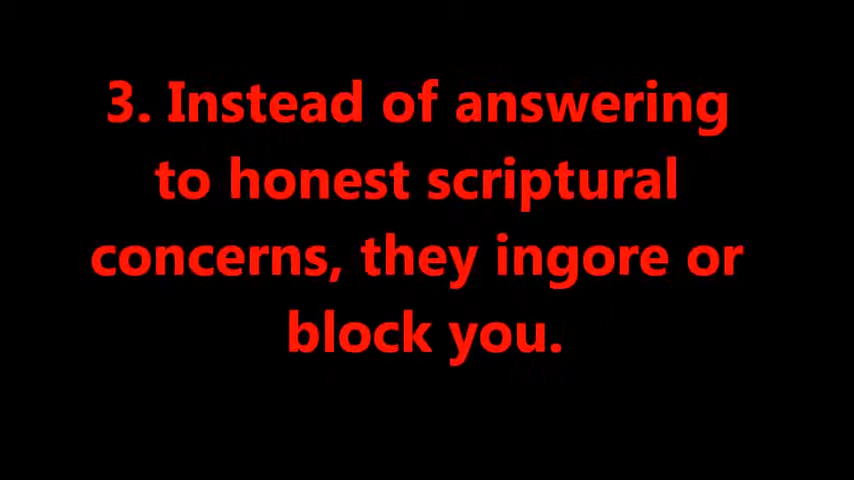 3. Instead of answering
to honest scriptural
concerns, they ingore or
block you.